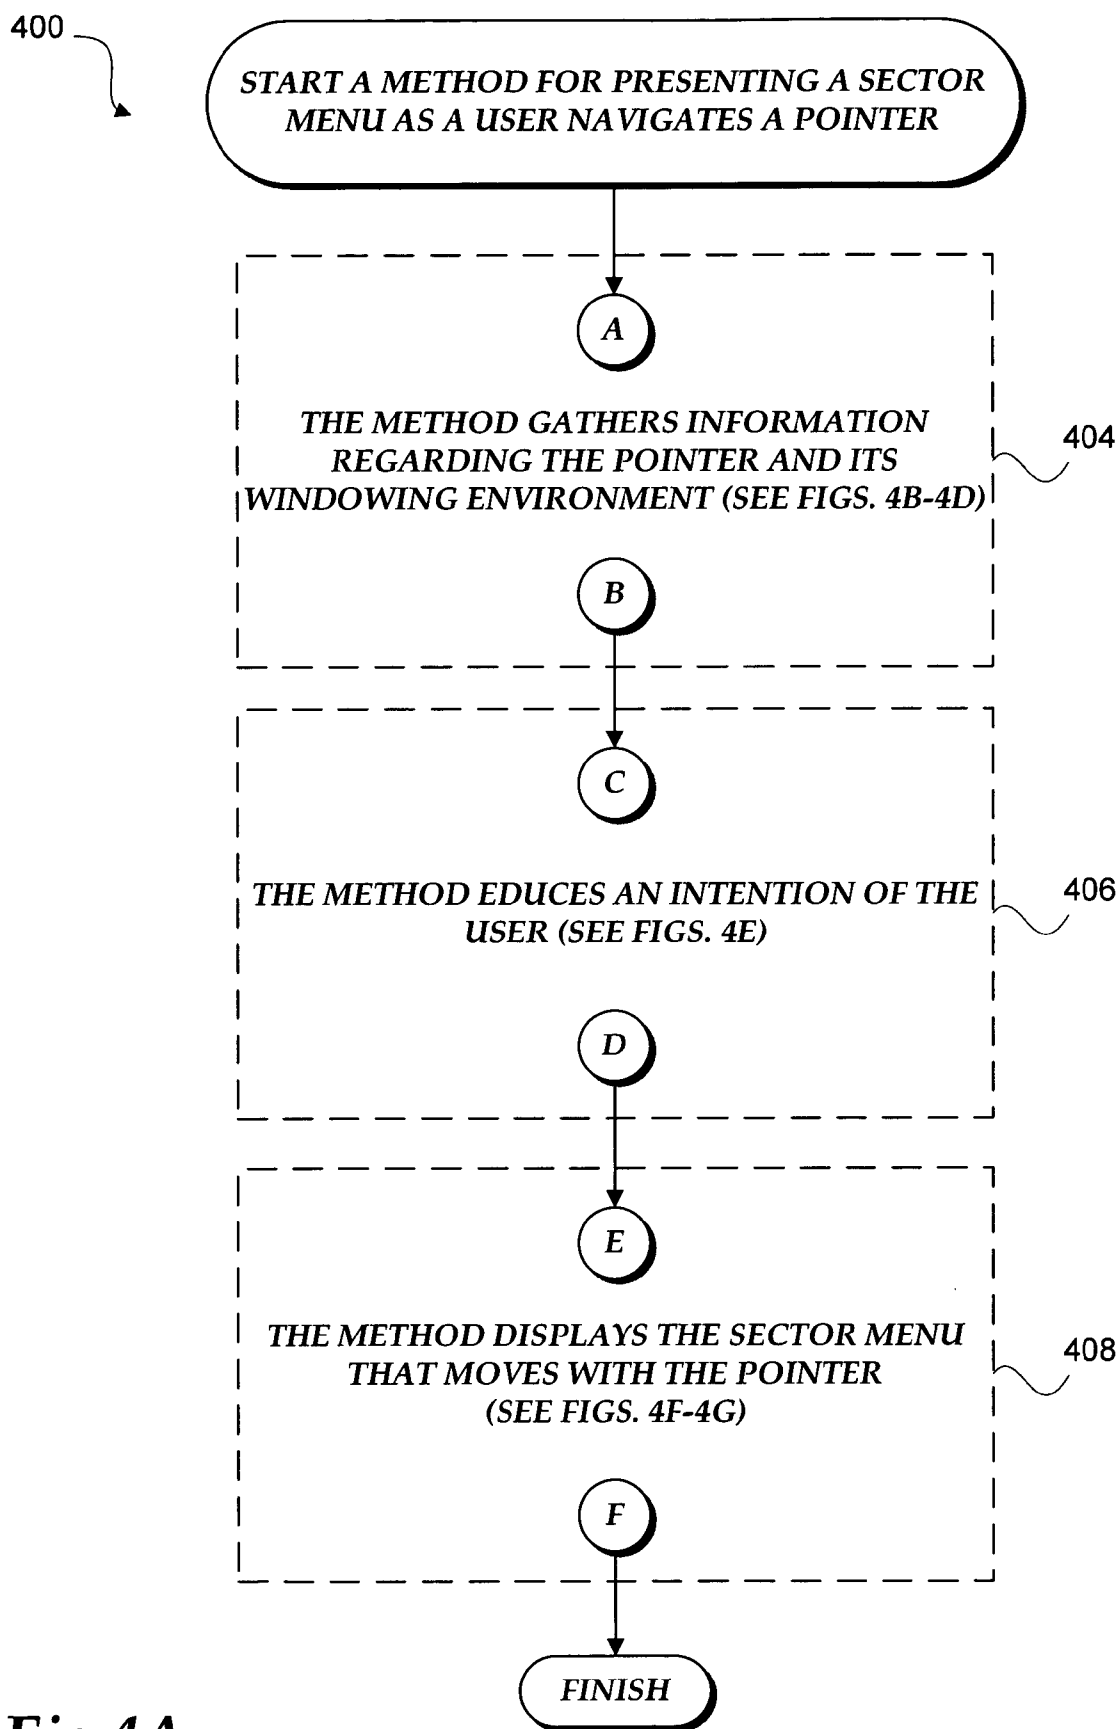 400
START A METHOD FOR PRESENTING A SECTOR
MENU AS A USER NAVIGATES A POINTER
A
THE METHOD GATHERS INFORMATION
REGARDING THE POINTER AND ITS
WINDOWING ENVIRONMENT (SEE FIGS. 4B-4D)
404
B
C
THE METHOD EDUCES AN INTENTION OF THE
USER (SEE FIGS. 4E)
406
D
E
THE METHOD DISPLAYS THE SECTOR MENU
THAT MOVES WITH THE POINTER
(SEE FIGS. 4F-4G)
408
F
FINISH
Fig.4A.